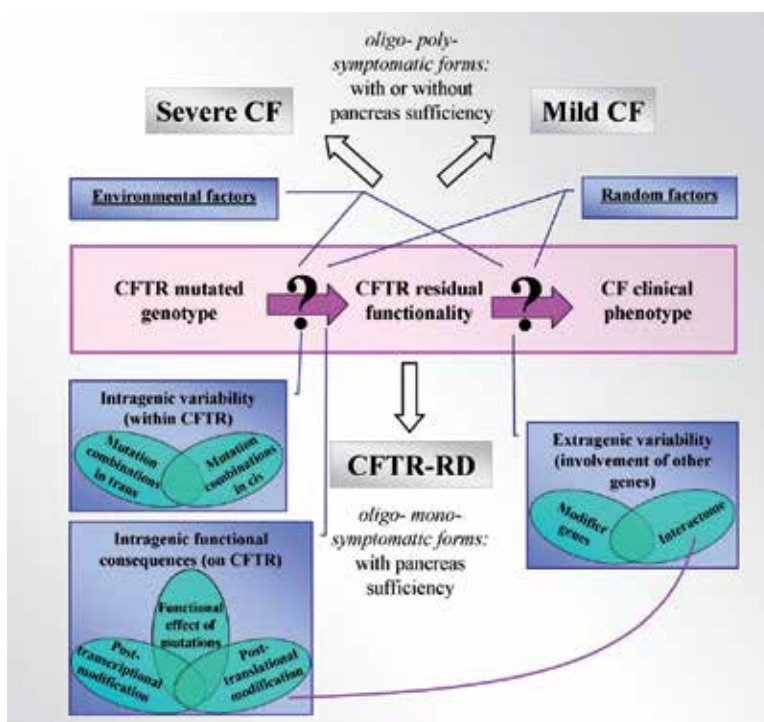 oligo- poly-
symptomatic forms:
with or without
pancreas sufficiency
Severe CF
Mild CF
Environmental factors
Random factors
CFTR mutated
genotype
?
CFTR residual
functionality
?
CF clinical
phenotype
Intragenic variability
(within CFTR)
Mutation
combinations
in trans
Mutation
combinations
in cis
CFTR-RD
oligo- mono-
symptomatic forms:
with pancreas
sufficiency
Extragenic variability
(involvement of other
genes)
Modifier
genes
Interactome
Intragenic functional
consequences (on CFTR)
Functional
effect of
mutations
Post-
transcriptional
modification
Post-
translational
modification